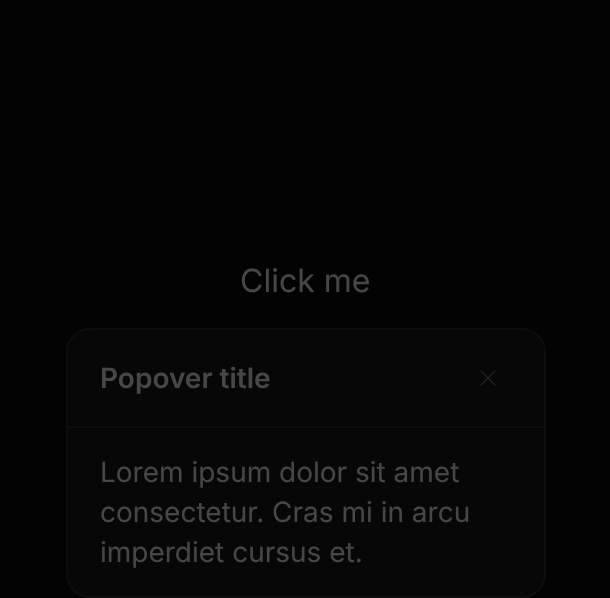 Click me
Popover title
Lorem ipsum dolor sit amet
consectetur. Cras mi in arcu
imperdiet cursus et.